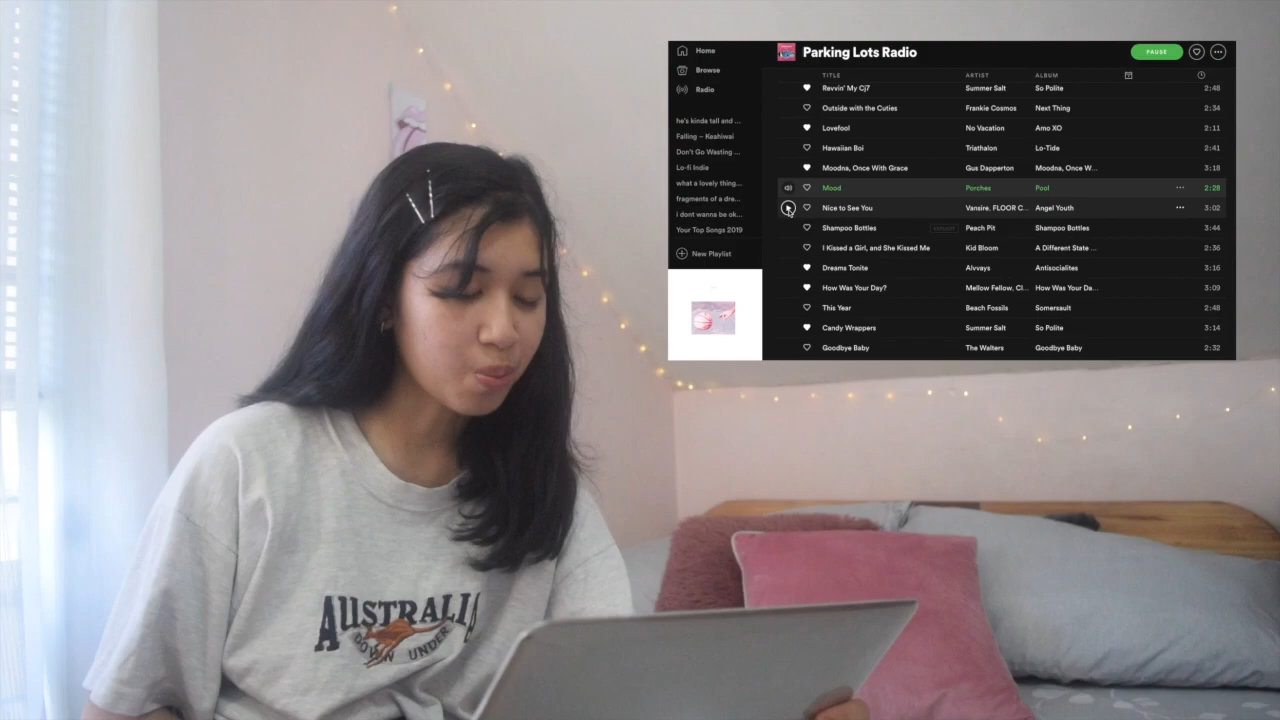 Home
Browse
Radio
he's kinda tall and ...
Falling – Keahiwai
Don't Go Wasting ...
Lo-fi Indie
what a lovely thing...
fragments of a dre...
i dont wanna be ok...
Your Top Songs 2019
New Playlist
Parking Lots Radio PAUSE
TITLE ARTIST ALBUM
Revvin' My Cj7 Summer Salt So Polite 2:48
Outside with the Cuties Frankie Cosmos Next Thing 2:34
Lovefool No Vacation Amo XO 2:11
Hawaiian Boi Triathalon Lo-Tide 2:41
Moodna, Once With Grace Gus Dapperton Moodna, Once W... 3:18
Mood Porches Pool 2:28
Nice to See You Vansire, FLOOR C... Angel Youth 3:02
Shampoo Bottles Peach Pit Shampoo Bottles 3:44
I Kissed a Girl, and She Kissed Me Kid Bloom A Different State ... 2:36
Dreams Tonite Alvvays Antisocialites 3:16
How Was Your Day? Mellow Fellow, Cl... How Was Your Da... 3:09
This Year Beach Fossils Somersault 2:48
Candy Wrappers Summer Salt So Polite 3:14
Goodbye Baby The Walters Goodbye Baby 2:32
AUSTRALIA
DOWN UNDER